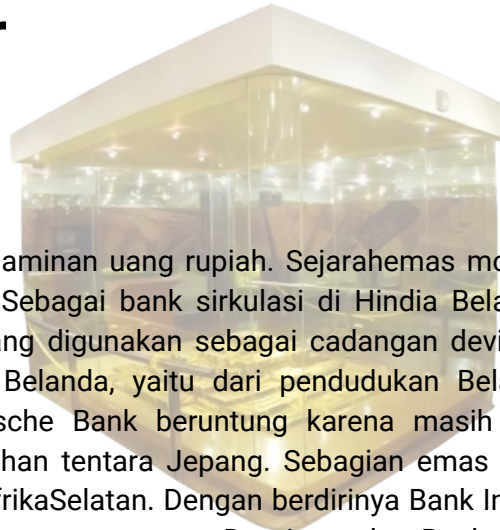 r
aminan uang rupiah. Sejarahemas mo
Sebagai bank sirkulasi di Hindia Bela
ang digunakan sebagai cadangan devi
Belanda, yaitu dari pendudukan Bel
sche Bank beruntung karena masih
han tentara Jepang. Sebagian emas
frikaSelatan. Dengan berdirinya Bank In